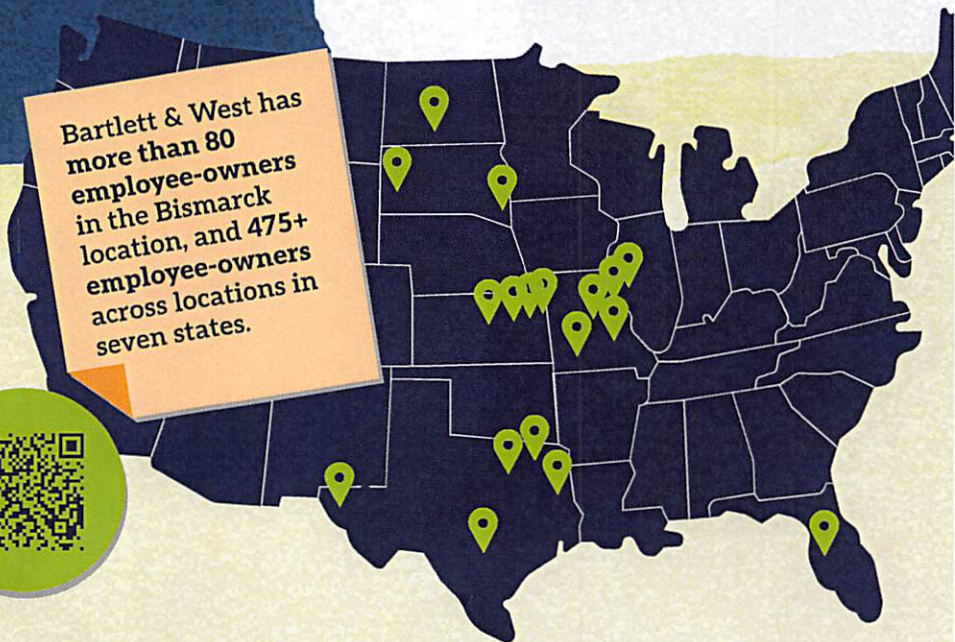 Bartlett & West has
more than 80
employee-owners
in the Bismarck
location, and 475+
employee-owners
across locations in
seven states.